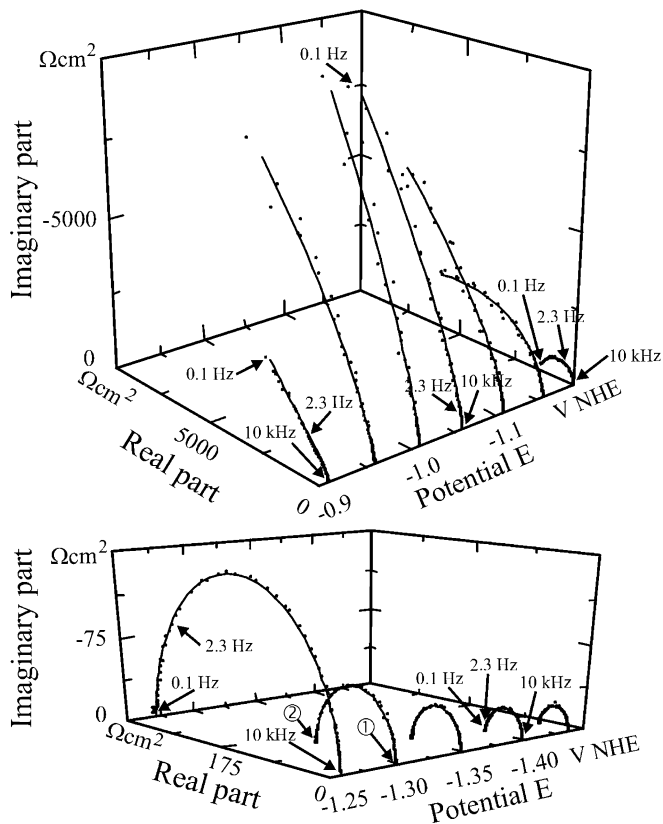 Ωcm²
0.1 Hz
Imaginary part
-5000
0.1 Hz
2.3 Hz
0
Ωcm²
0.1 Hz
10 kHz
2.3 Hz
10 kHz
V NHE
2.3 Hz
10 kHz
5000
-1.1
Real part
-1.0
Potential E
0
-0.9
Ωcm²
Imaginary part
-75
2.3 Hz
0.1 Hz
2.3 Hz
0.1 Hz
10 kHz
②
①
0
Ωcm²
10 kHz
V NHE
175
-1.40
Real part
-1.35
Potential E
-1.30
0
-1.25